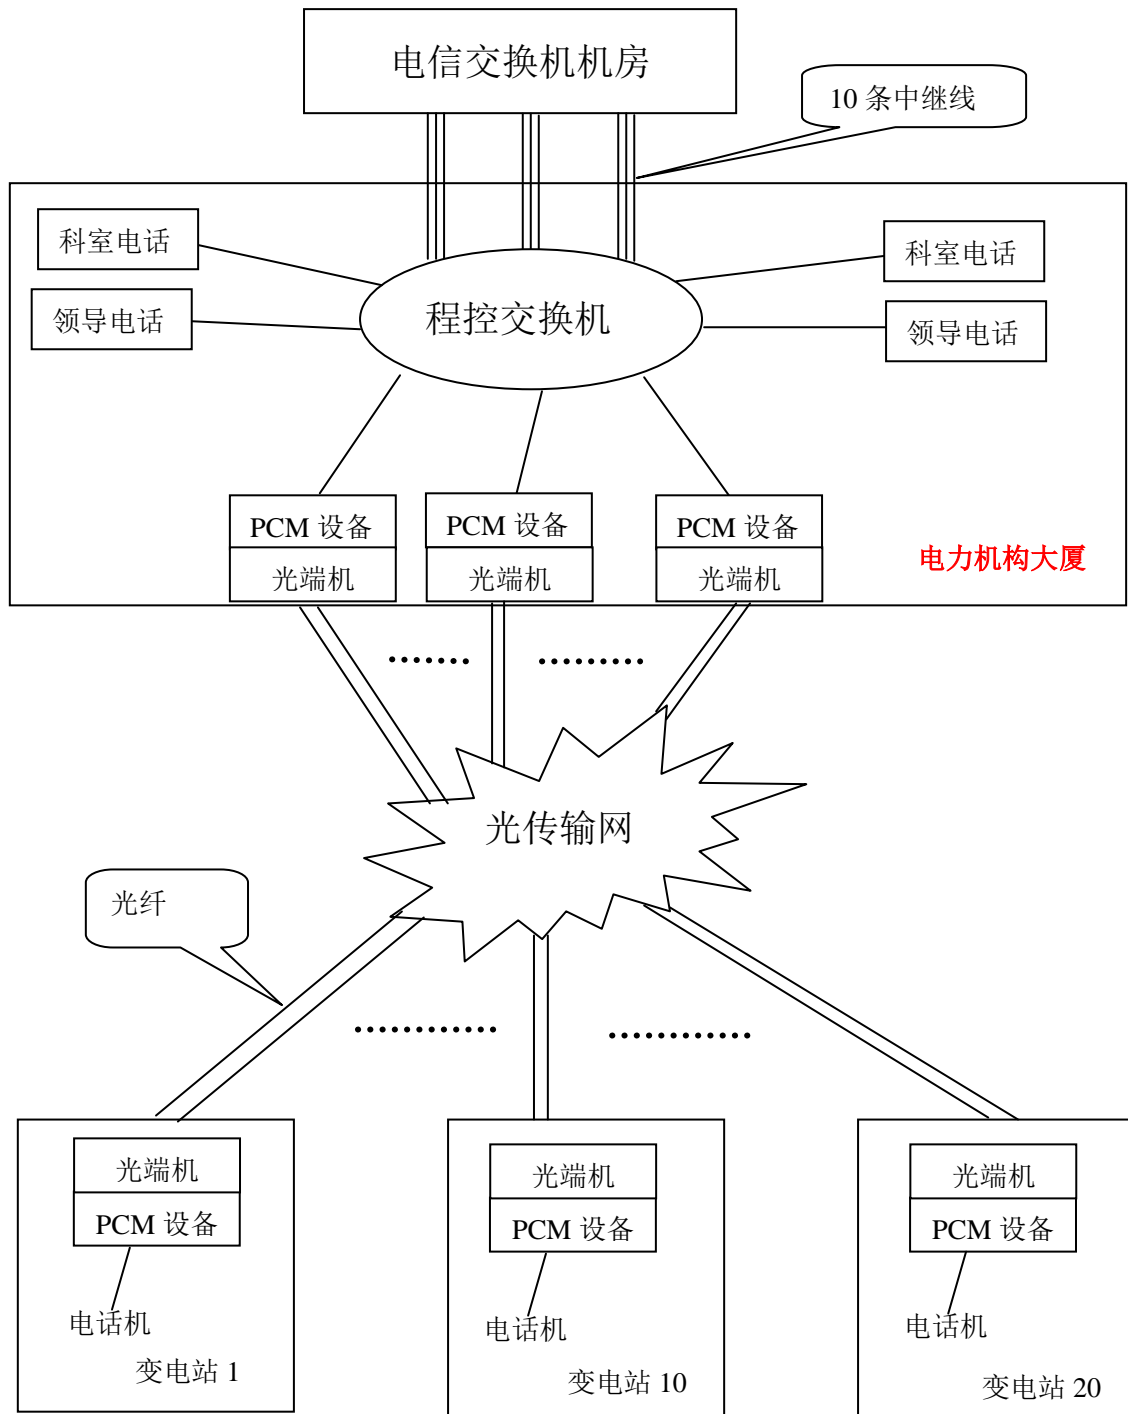 电信交换机机房
10 条中继线
科室电话
科室电话
领导电话
程控交换机
领导电话
PCM 设备
PCM 设备
PCM 设备
光端机
光端机
光端机
电力机构大厦
光传输网
光纤
光端机
光端机
光端机
PCM 设备
PCM 设备
PCM 设备
电话机
电话机
电话机
变电站 1
变电站 10
变电站 20